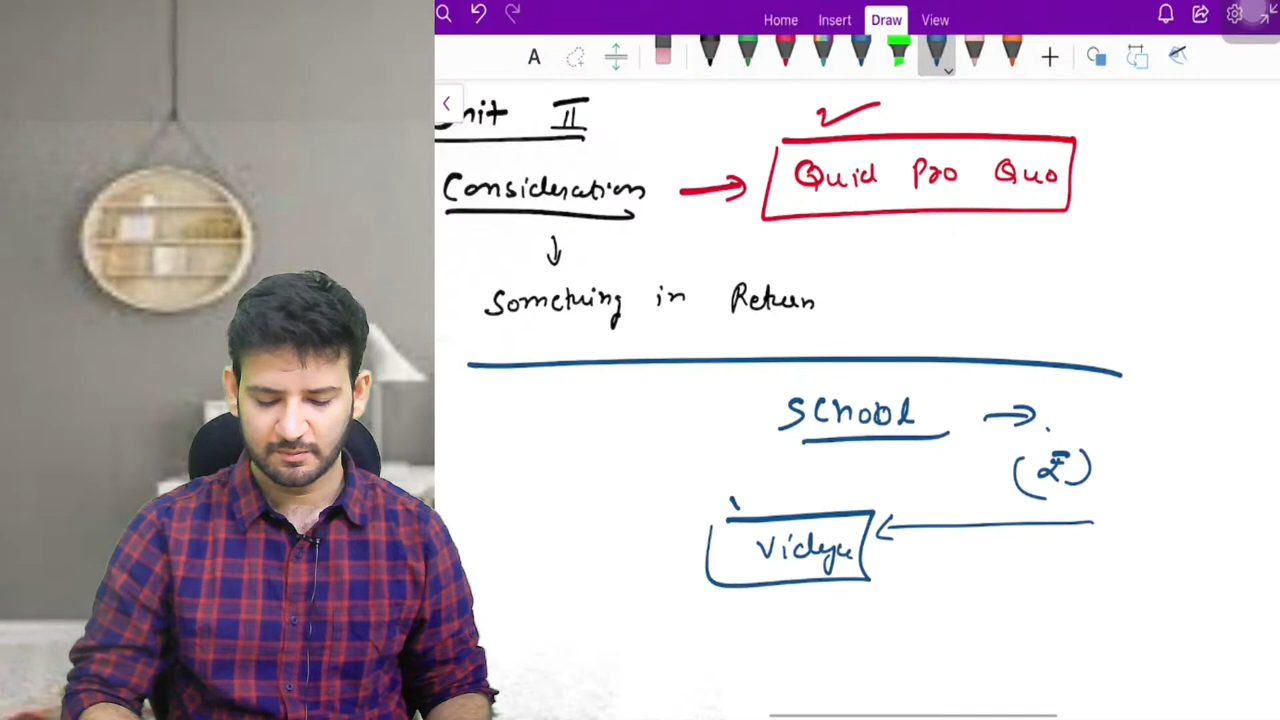 Home Insert Draw View
A
nit II
Consideration → Quid Pro Quo
↓
Something in Return
School →
(₹)
Vidya ←